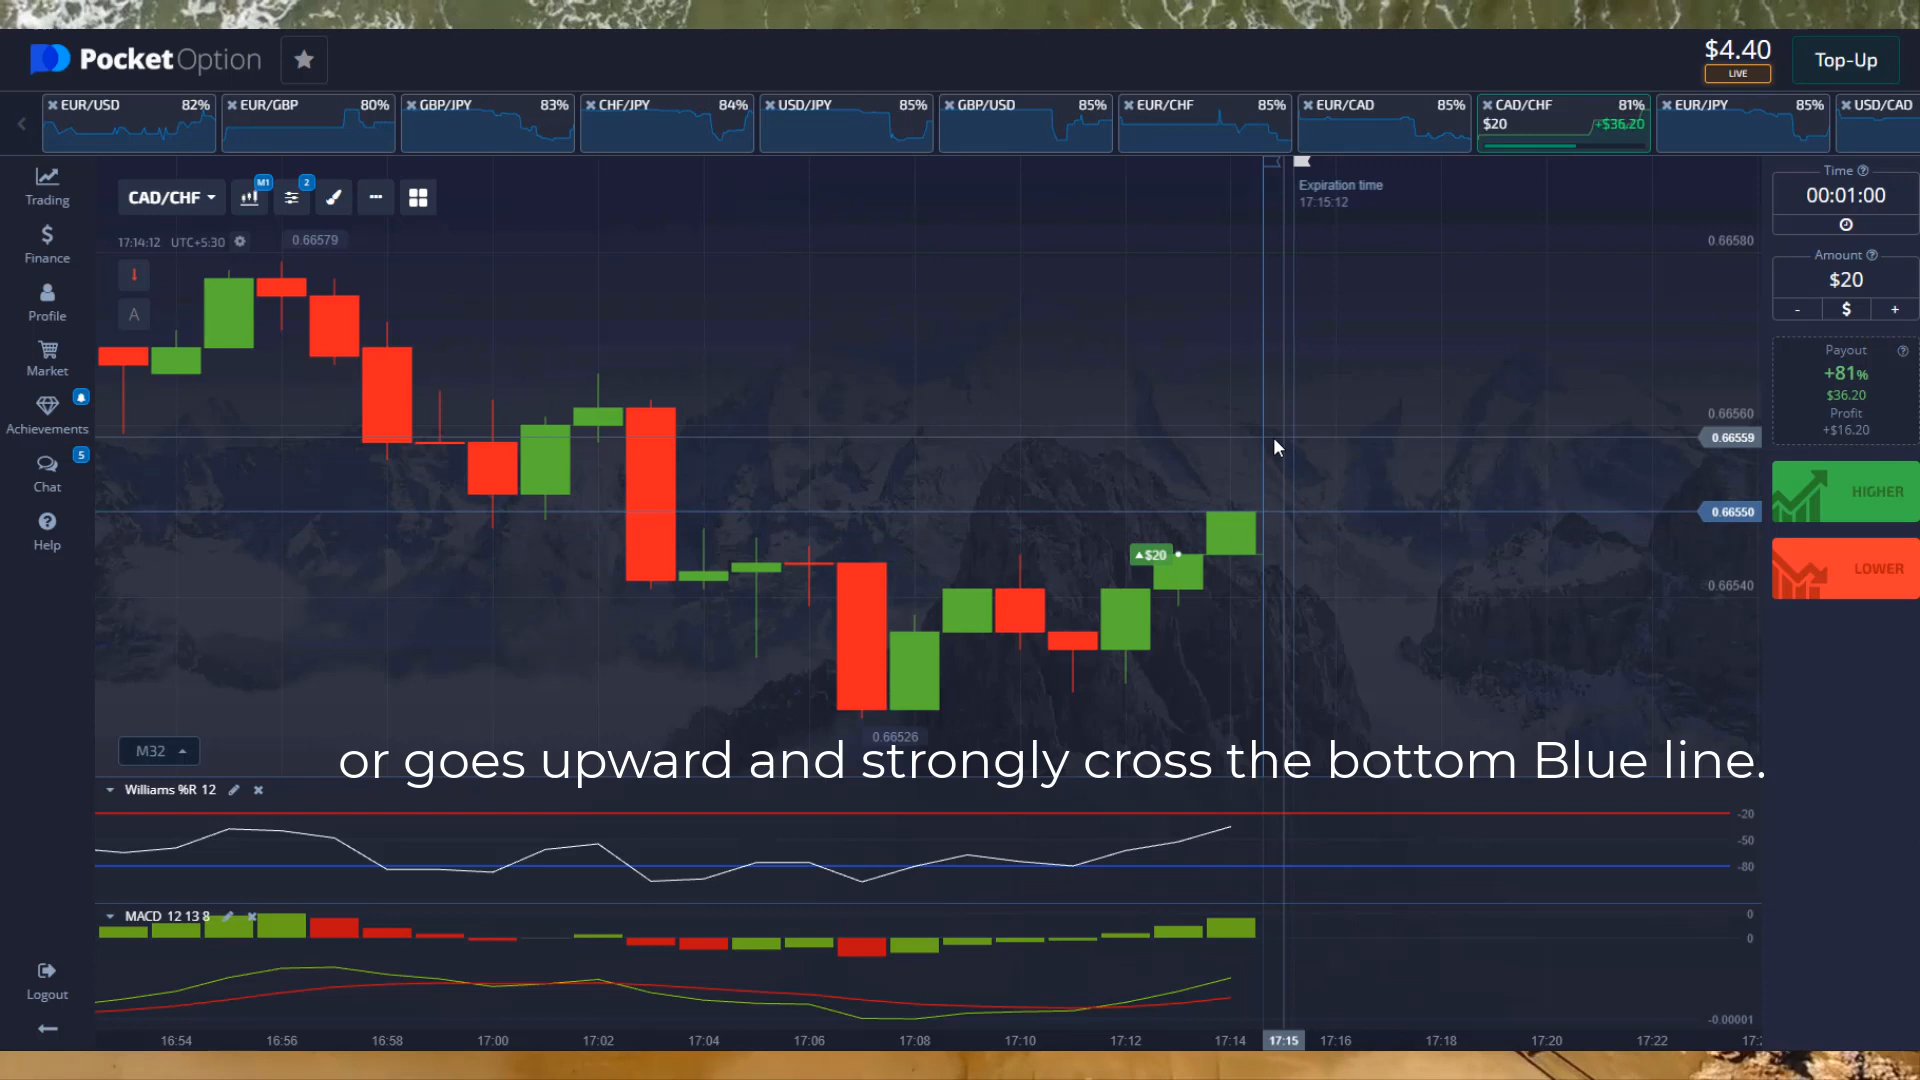 PocketOption
$4.40
LIVE
Top-Up
EUR/USD 82%
EUR/GBP 80%
GBP/JPY 83%
CHF/JPY 84%
USD/JPY 85%
GBP/USD 85%
EUR/CHF 85%
EUR/CAD 85%
CAD/CHF 81%
$20 +$36.20
EUR/JPY 85%
USD/CAD
Trading
Finance
Profile
Market
Achievements
5
Chat
Help
Logout
CAD/CHF
M1
2
17:14:12 UTC+5:30
0.66579
A
Expiration time
17:15:12
0.66580
0.66560
0.66559
0.66550
0.66540
$20
0.66526
M32
or goes upward and strongly cross the bottom Blue line.
Williams %R 12
-20
-50
-80
MACD 12 13 8
0
0
-0.00001
16:54 16:56 16:58 17:00 17:02 17:04 17:06 17:08 17:10 17:12 17:14 17:15 17:16 17:18 17:20 17:22 17:2
Time
00:01:00
Amount
$20
- $ +
Payout
+81%
$36.20
Profit
+$16.20
HIGHER
LOWER